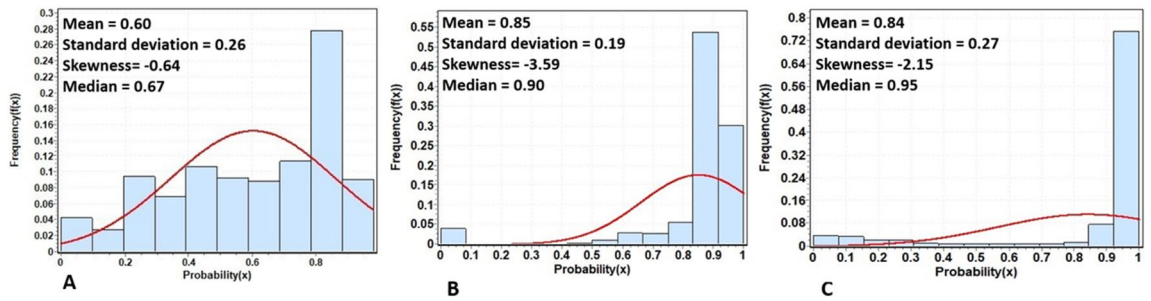 Mean = 0.60
Standard deviation = 0.26
Skewness= -0.64
Median = 0.67
Frequency(f(x))
0.3
0.28
0.26
0.24
0.22
0.2
0.18
0.16
0.14
0.12
0.1
0.08
0.06
0.04
0.02
0
0 0.2 0.4 0.6 0.8
Probability(x)
A
Mean = 0.85
Standard deviation = 0.19
Skewness = -3.59
Median = 0.90
Frequency(f(x))
0.55
0.5
0.45
0.4
0.35
0.3
0.25
0.2
0.15
0.1
0.05
0
0 0.1 0.2 0.3 0.4 0.5 0.6 0.7 0.8 0.9 1
Probability(x)
B
Mean = 0.84
Standard deviation = 0.27
Skewness = -2.15
Median = 0.95
Frequency(f(x))
0.8
0.72
0.64
0.56
0.48
0.4
0.32
0.24
0.16
0.08
0
0 0.1 0.2 0.3 0.4 0.5 0.6 0.7 0.8 0.9 1
Probability(x)
C